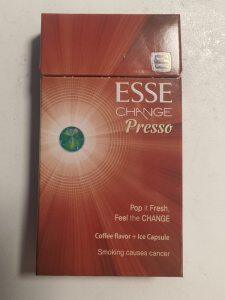 ESSE
CHANGE
Presso
Pop it Fresh,
Feel the CHANGE
Coffee flavor + Ice Capsule
Smoking causes cancer